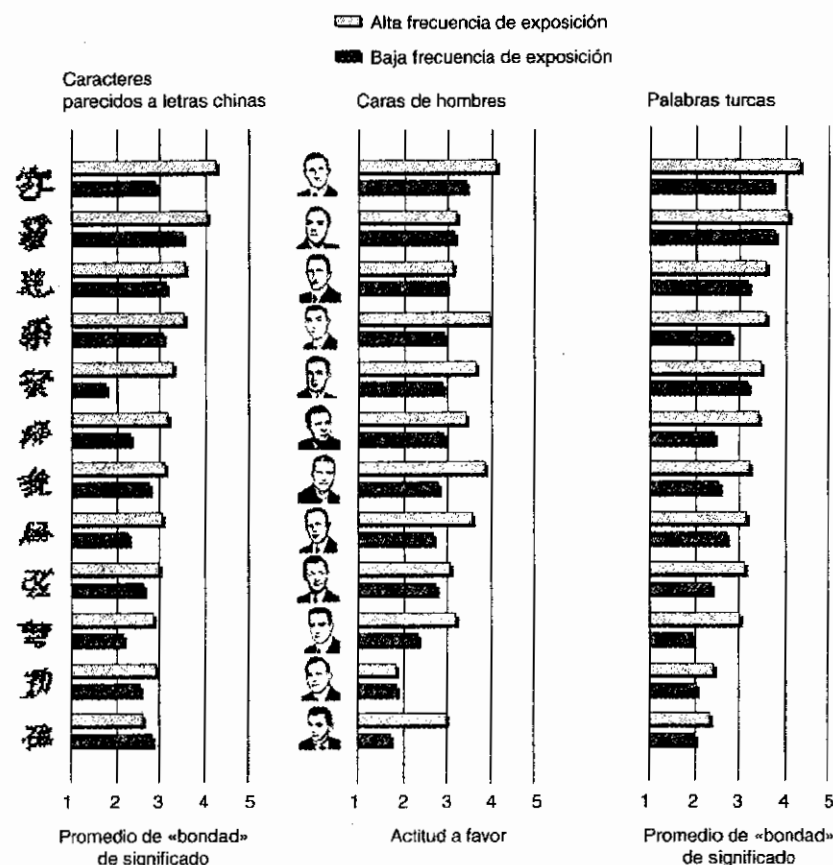 Alta frecuencia de exposición
Baja frecuencia de exposición
Caracteres
parecidos a letras chinas
Caras de hombres
Palabras turcas
1 2 3 4 5
Promedio de «bondad»
de significado
1 2 3 4 5
Actitud a favor
1 2 3 4 5
Promedio de «bondad»
de significado